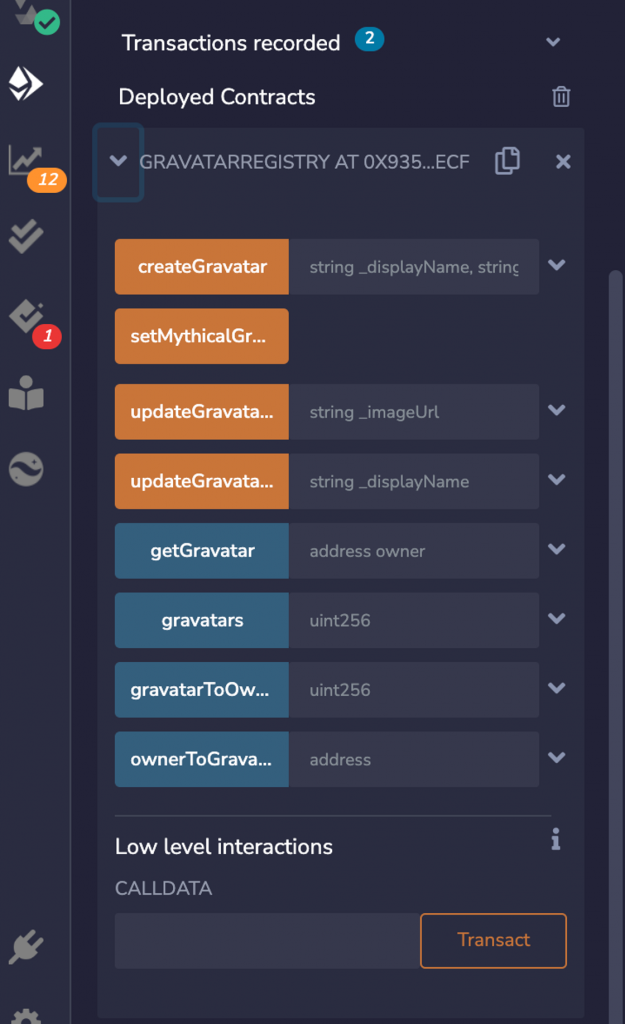 Transactions recorded 2
Deployed Contracts
GRAVATARREGISTRY AT 0X935...ECF
12
createGravatar string _displayName, string
setMythicalGr...
1
updateGravata... string _imageUrl
updateGravata... string _displayName
getGravatar address owner
gravatars uint256
gravatarToOw... uint256
ownerToGrava... address
Low level interactions
CALLDATA
Transact